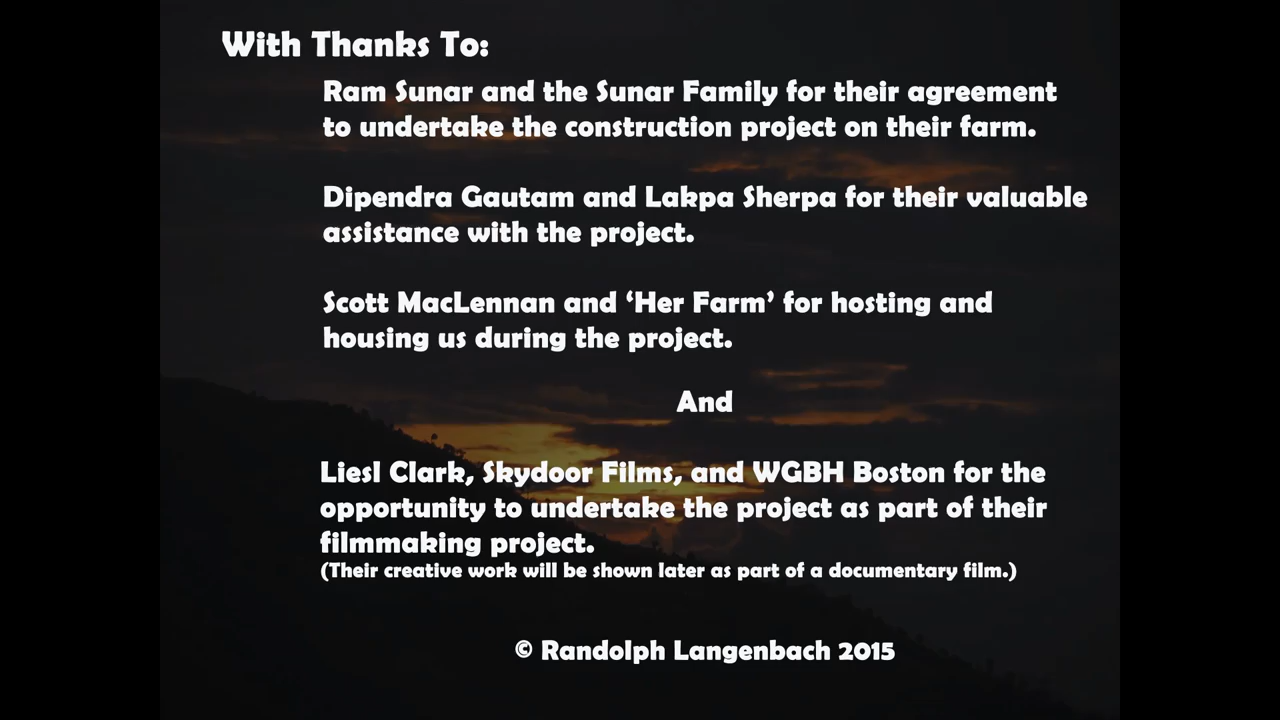 With Thanks To:
Ram Sunar and the Sunar Family for their agreement
to undertake the construction project on their farm.
Dipendra Gautam and Lakpa Sherpa for their valuable
assistance with the project.
Scott MacLennan and ‘Her Farm’ for hosting and
housing us during the project.
And
Liesl Clark, Skydoor Films, and WGBH Boston for the
opportunity to undertake the project as part of their
filmmaking project.
(Their creative work will be shown later as part of a documentary film.)
© Randolph Langenbach 2015